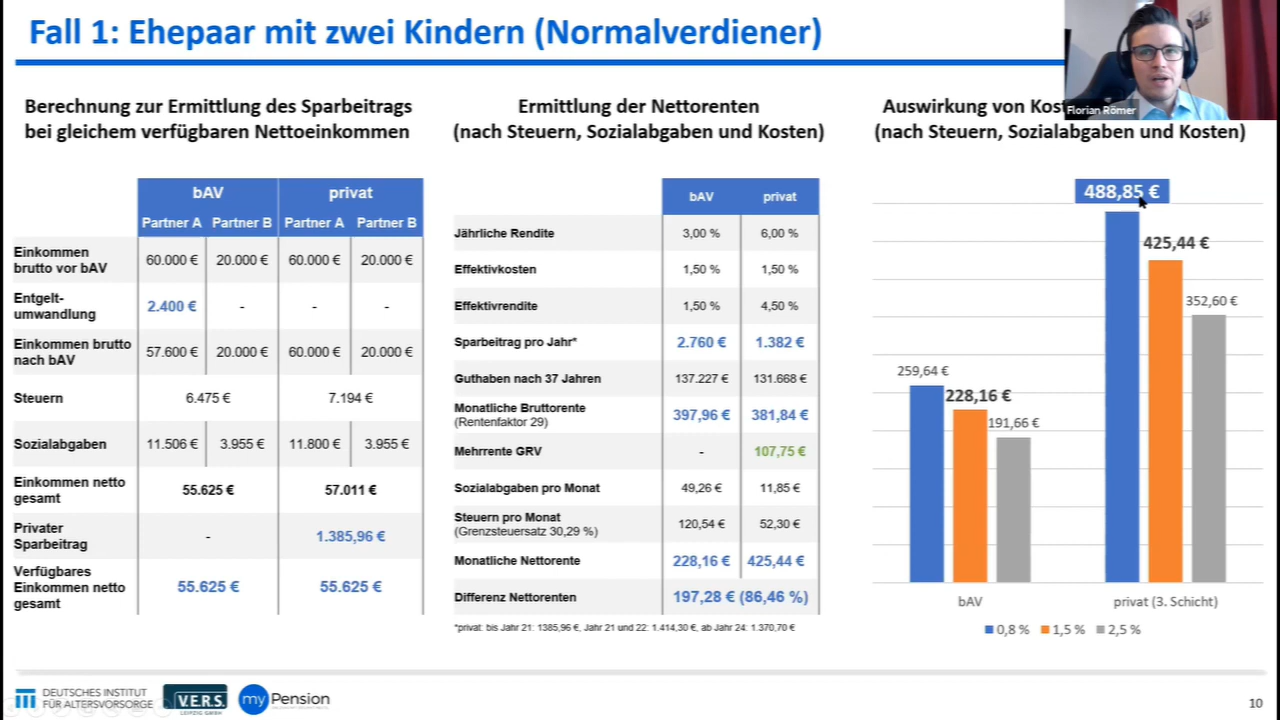 Fall 1: Ehepaar mit zwei Kindern (Normalverdiener)
Florian Römer
Berechnung zur Ermittlung des Sparbeitrags
bei gleichem verfügbaren Nettoeinkommen
bAV privat
Partner A Partner B Partner A Partner B
Einkommen
brutto vor bAV 60.000 € 20.000 € 60.000 € 20.000 €
Entgelt-
umwandlung 2.400 € - - -
Einkommen brutto
nach bAV 57.600 € 20.000 € 60.000 € 20.000 €
Steuern 6.475 € 7.194 €
Sozialabgaben 11.506 € 3.955 € 11.800 € 3.955 €
Einkommen netto
gesamt 55.625 € 57.011 €
Privater
Sparbeitrag - 1.385,96 €
Verfügbares
Einkommen netto
gesamt 55.625 € 55.625 €
Ermittlung der Nettorenten
(nach Steuern, Sozialabgaben und Kosten)
bAV privat
Jährliche Rendite 3,00 % 6,00 %
Effektivkosten 1,50 % 1,50 %
Effektivrendite 1,50 % 4,50 %
Sparbeitrag pro Jahr* 2.760 € 1.382 €
Guthaben nach 37 Jahren 137.227 € 131.668 €
Monatliche Bruttorente
(Rentenfaktor 29) 397,96 € 381,84 €
Mehrrente GRV - 107,75 €
Sozialabgaben pro Monat 49,26 € 11,85 €
Steuern pro Monat
(Grenzsteuersatz 30,29 %) 120,54 € 52,30 €
Monatliche Nettorente 228,16 € 425,44 €
Differenz Nettorenten 197,28 € (86,46 %)
*privat: bis Jahr 21: 1385,96 €, Jahr 21 und 22: 1.414,30 €, ab Jahr 24: 1.370,70 €
Auswirkung von
(nach Steuern, Sozialabgaben und Kosten)
488,85 €
425,44 €
352,60 €
259,64 €
228,16 €
191,66 €
bAV privat (3. Schicht)
0,8 % 1,5 % 2,5 %
DEUTSCHES INSTITUT
FÜR ALTERSVORSORGE
V.E.R.S.
LEIPZIG GMBH
myPension
10